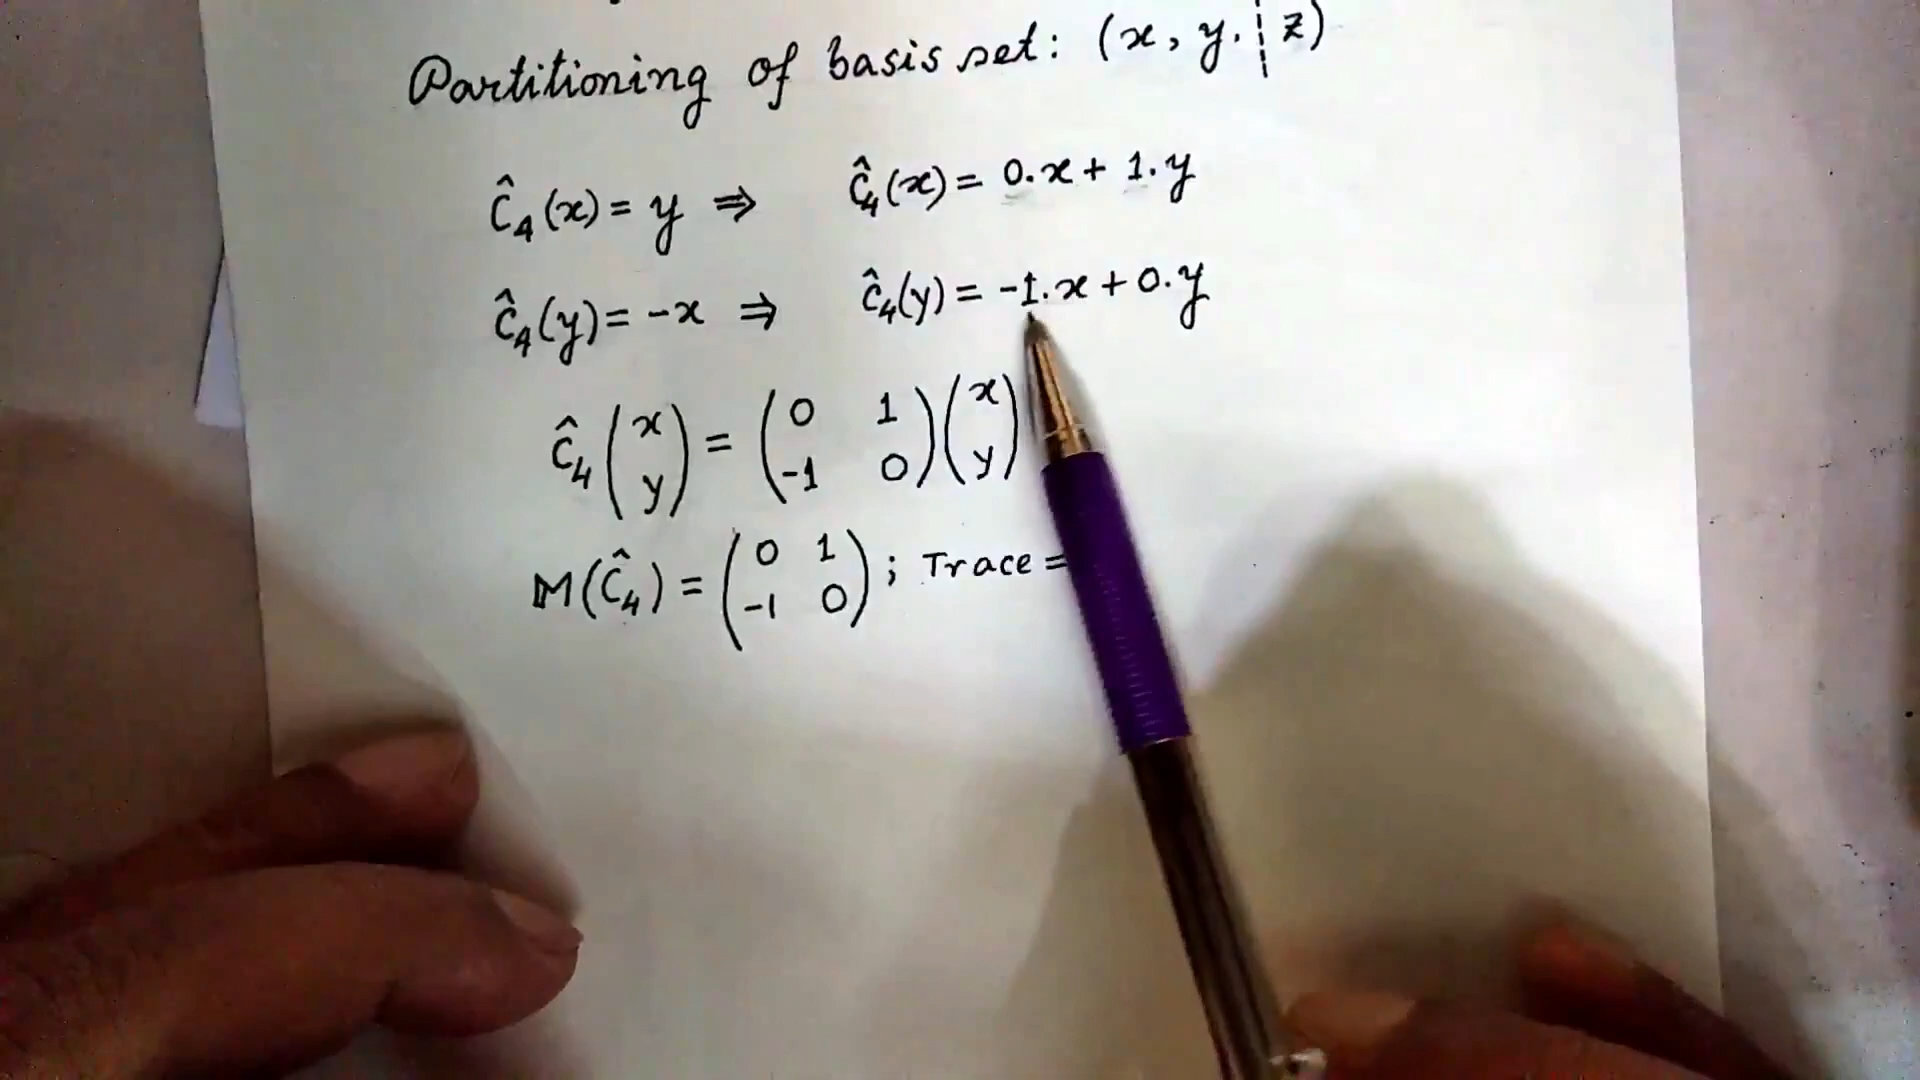 Partitioning of basis set: (x, y. ¦ z)
Ĉ₄(x) = y ⇒ Ĉ₄(x) = 0.x + 1.y
Ĉ₄(y) = -x ⇒ Ĉ₄(y) = -1.x + 0.y
Ĉ₄ (x y) = (0 1 -1 0)(x y)
M(Ĉ₄) = (0 1 -1 0) ; Trace =